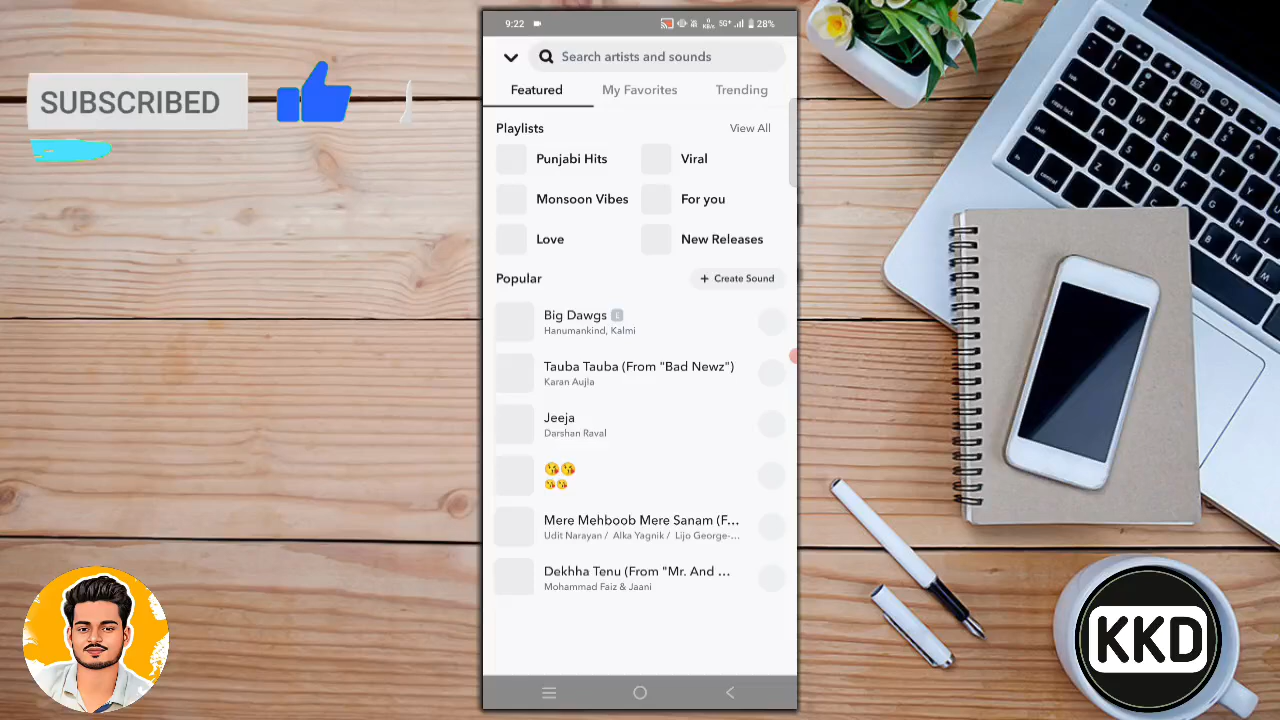 SUBSCRIBED
9:22
0
KB/s
5G+
28%
Search artists and sounds
Featured
My Favorites
Trending
Playlists
View All
Punjabi Hits
Viral
Monsoon Vibes
For you
Love
New Releases
Popular
+ Create Sound
Big Dawgs E
Hanumankind, Kalmi
Tauba Tauba (From "Bad Newz")
Karan Aujla
Jeeja
Darshan Raval
😘😘
😘😘
Mere Mehboob Mere Sanam (F...
Udit Narayan / Alka Yagnik / Lijo George-...
Dekhha Tenu (From "Mr. And ...
Mohammad Faiz & Jaani
KKD